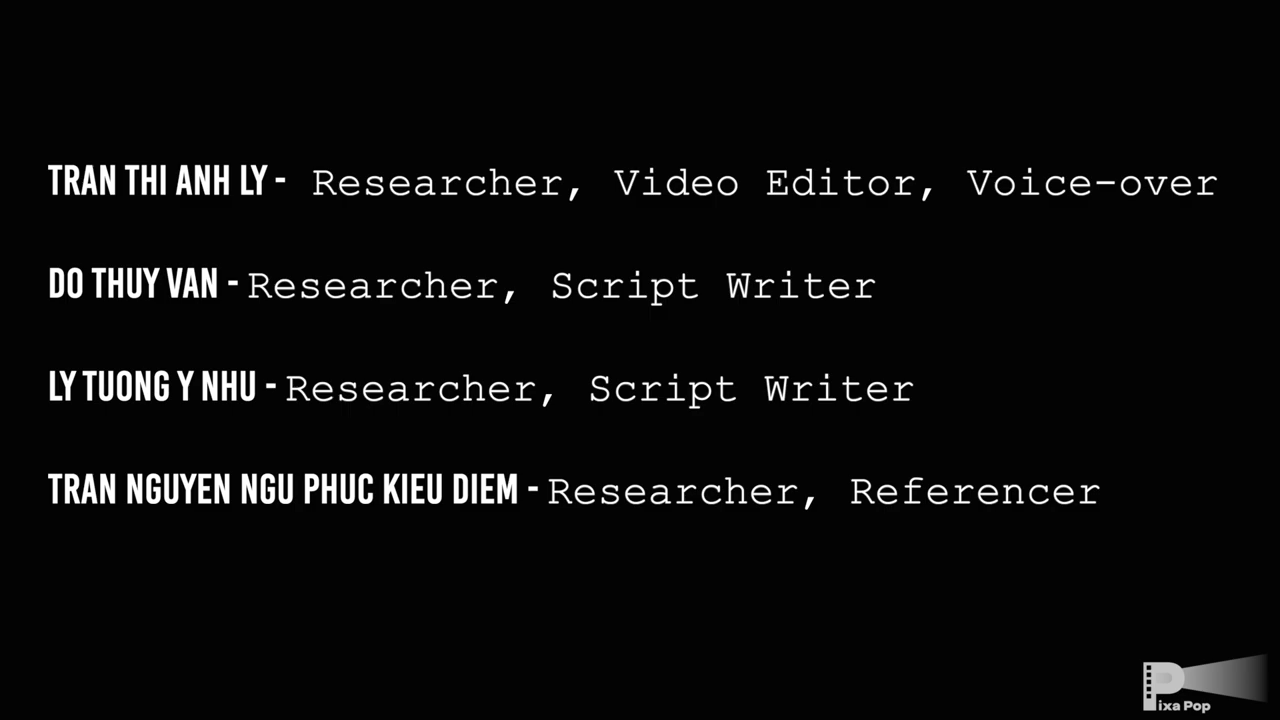 TRAN THI ANH LY - Researcher, Video Editor, Voice-over
DO THUY VAN - Researcher, Script Writer
LY TUONG Y NHU - Researcher, Script Writer
TRAN NGUYEN NGU PHUC KIEU DIEM - Researcher, Referencer
Pixa Pop